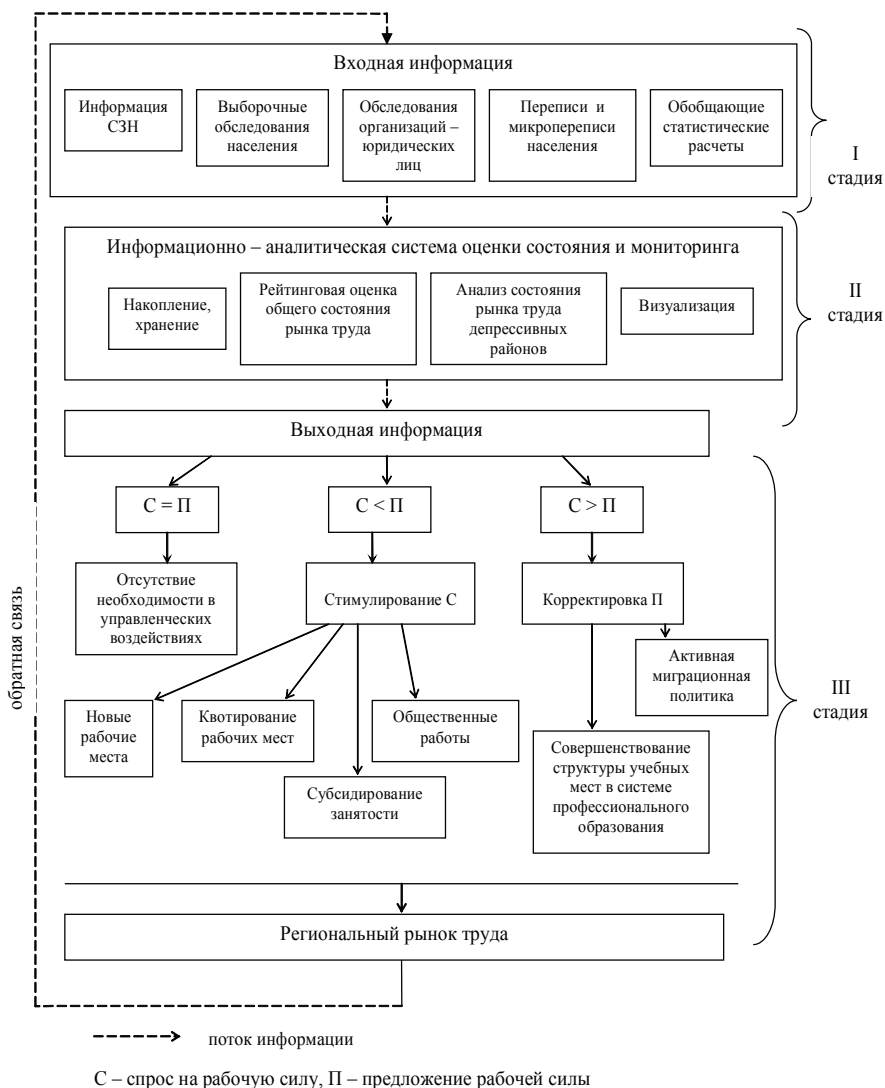 Входная информация
Информация
СЗН
Выборочные
обследования
населения
Обследования
организаций –
юридических
лиц
Переписи и
микропереписи
населения
Обобщающие
статистические
расчеты
I
стадия
Информационно – аналитическая система оценки состояния и мониторинга
Накопление,
хранение
Рейтинговая оценка
общего состояния
рынка труда
Анализ состояния
рынка труда
депрессивных
районов
Визуализация
II
стадия
Выходная информация
С = П
С < П
С > П
Отсутствие
необходимости в
управленческих
воздействиях
Стимулирование С
Корректировка П
Активная
миграционная
политика
Новые
рабочие
места
Квотирование
рабочих мест
Общественные
работы
Субсидирование
занятости
Совершенствование
структуры учебных
мест в системе
профессионального
образования
III
стадия
обратная связь
Региональный рынок труда
поток информации
С – спрос на рабочую силу, П – предложение рабочей силы